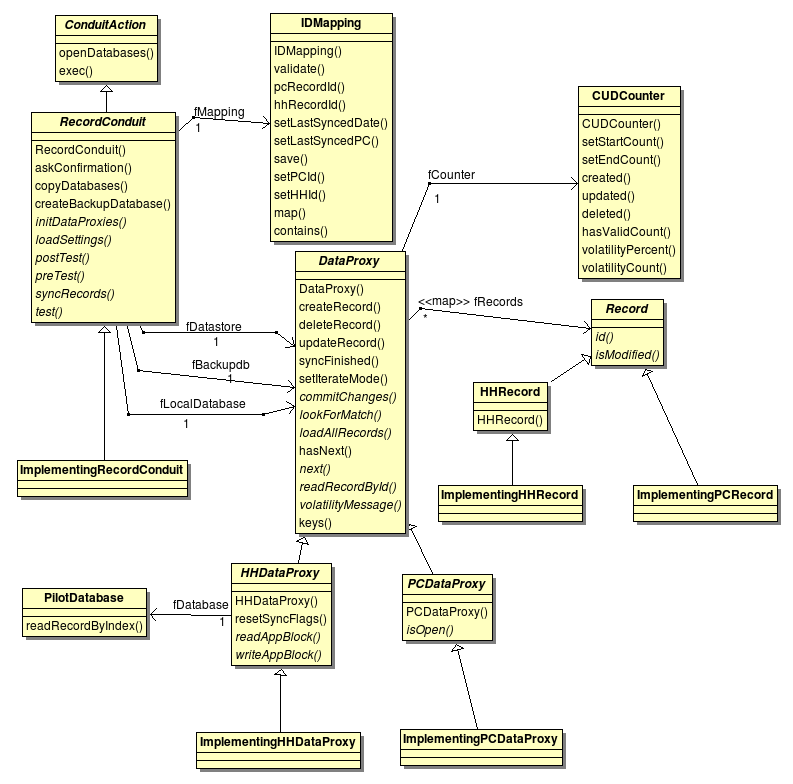 ConduitAction
openDatabases()
exec()
IDMapping
IDMapping()
validate()
pcRecordId()
hhRecordId()
setLastSyncedDate()
setLastSyncedPC()
save()
setPCId()
setHHId()
map()
contains()
CUDCounter
CUDCounter()
setStartCount()
setEndCount()
created()
updated()
deleted()
hasValidCount()
volatilityPercent()
volatilityCount()
RecordConduit
RecordConduit()
askConfirmation()
copyDatabases()
createBackupDatabase()
initDataProxies()
loadSettings()
postTest()
preTest()
syncRecords()
test()
fMapping
1
fCounter
1
DataProxy
DataProxy()
createRecord()
deleteRecord()
updateRecord()
syncFinished()
setIterateMode()
commitChanges()
lookForMatch()
loadAllRecords()
hasNext()
next()
readRecordById()
volatilityMessage()
keys()
<<map>> fRecords
*
Record
id()
isModified()
fDatastore
1
fBackupdb
1
fLocalDatabase
1
HHRecord
HHRecord()
ImplementingRecordConduit
ImplementingHHRecord
ImplementingPCRecord
HHDataProxy
HHDataProxy()
resetSyncFlags()
readAppBlock()
writeAppBlock()
PCDataProxy
PCDataProxy()
isOpen()
PilotDatabase
readRecordByIndex()
fDatabase
1
ImplementingHHDataProxy
ImplementingPCDataProxy